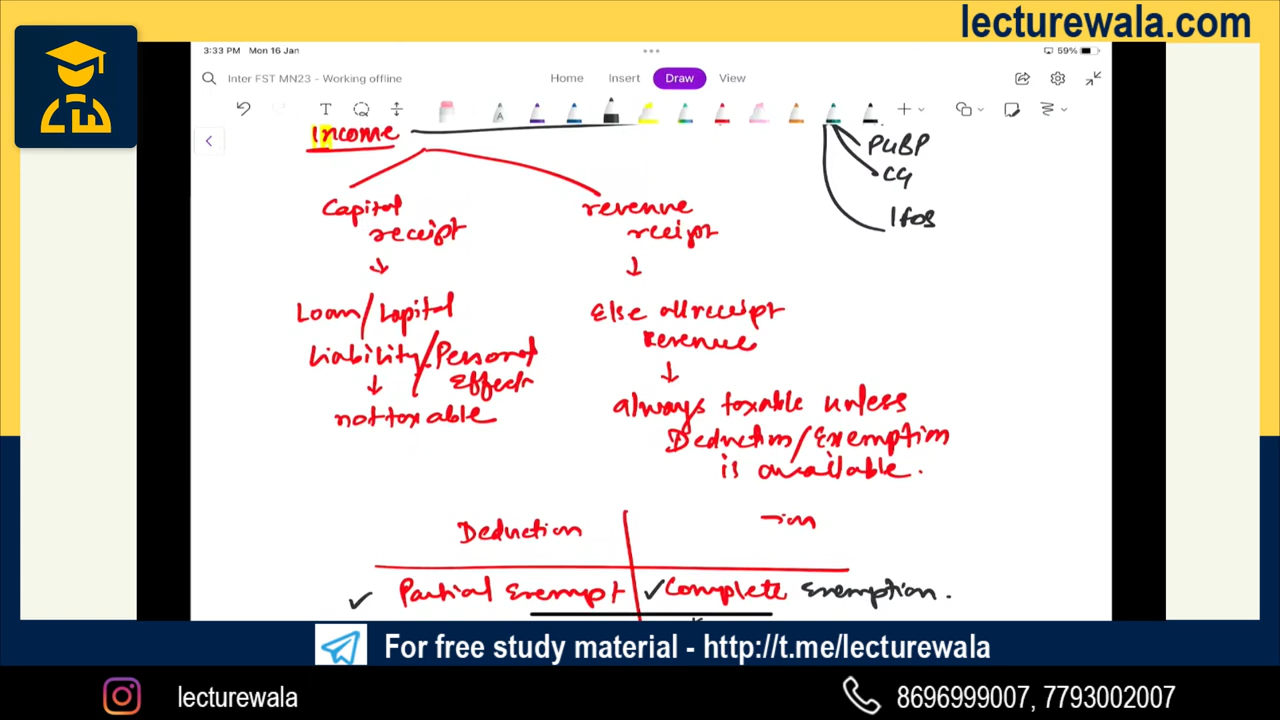 lecturewala.com
3:33 PM Mon 16 Jan
59%
Inter FST MN23 - Working offline
Home Insert Draw View
Income
PUBP
CG
Ifos
Capital
receipt
revenue
receipt
Loan/Capital
Liability/Personal
Effects
not taxable
Else all receipt
Revenue
always taxable unless
Deduction/Exemption
is available.
Deduction
ion
Partial Exempt
Complete Exemption.
For free study material - http://t.me/lecturewala
lecturewala
8696999007, 7793002007